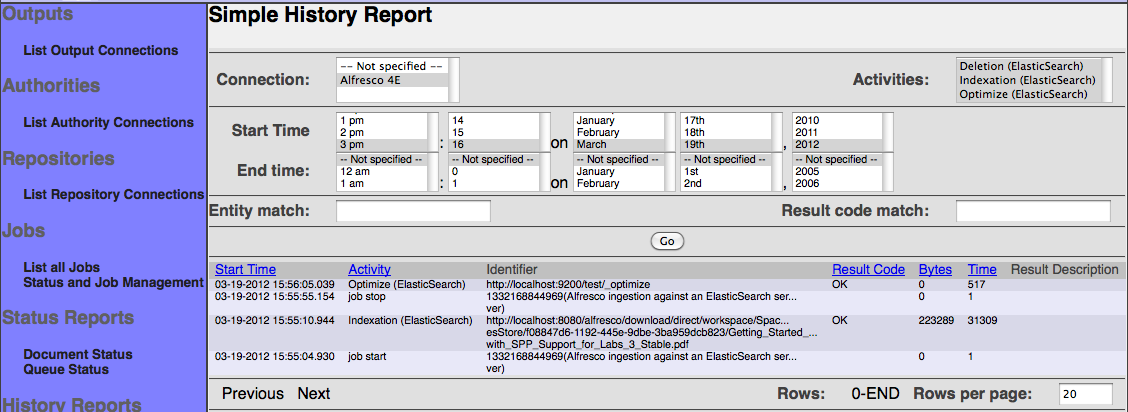 Outputs
List Output Connections
Authorities
List Authority Connections
Repositories
List Repository Connections
Jobs
List all Jobs
Status and Job Management
Status Reports
Document Status
Queue Status
History Reports
Simple History Report
Connection: -- Not specified -- Activities: Deletion (ElasticSearch)
Alfresco 4E Indexation (ElasticSearch)
Optimize (ElasticSearch)
1 pm 14 January 17th 2010
Start Time 2 pm 15 February 18th 2011
3 pm : 16 on March 19th , 2012
-- Not specified -- -- Not specified -- -- Not specified -- -- Not specified -- -- Not specified --
End time: 12 am 0 January 1st 2005
1 am : 1 on February 2nd , 2006
Entity match: Result code match:
Go
Start Time Activity Identifier Result Code Bytes Time Result Description
03-19-2012 15:56:05.039 Optimize (ElasticSearch) http://localhost:9200/test/_optimize OK 0 517
03-19-2012 15:55:55.154 job stop 1332168844969(Alfresco ingestion against an ElasticSearch ser... 0 1
ver)
03-19-2012 15:55:10.944 Indexation (ElasticSearch) http://localhost:8080/alfresco/download/direct/workspace/Spac... OK 223289 31309
esStore/f08847d6-1192-445e-9dbe-3ba959dcb823/Getting_Started_...
with_SPP_Support_for_Labs_3_Stable.pdf
03-19-2012 15:55:04.930 job start 1332168844969(Alfresco ingestion against an ElasticSearch ser... 0 1
ver)
Previous Next Rows: 0-END Rows per page: 20